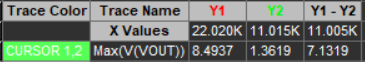 Trace Color Trace Name Y1 Y2 Y1 - Y2
X Values 22.020K 11.015K 11.005K
CURSOR 1,2 Max(V(VOUT)) 8.4937 1.3619 7.1319